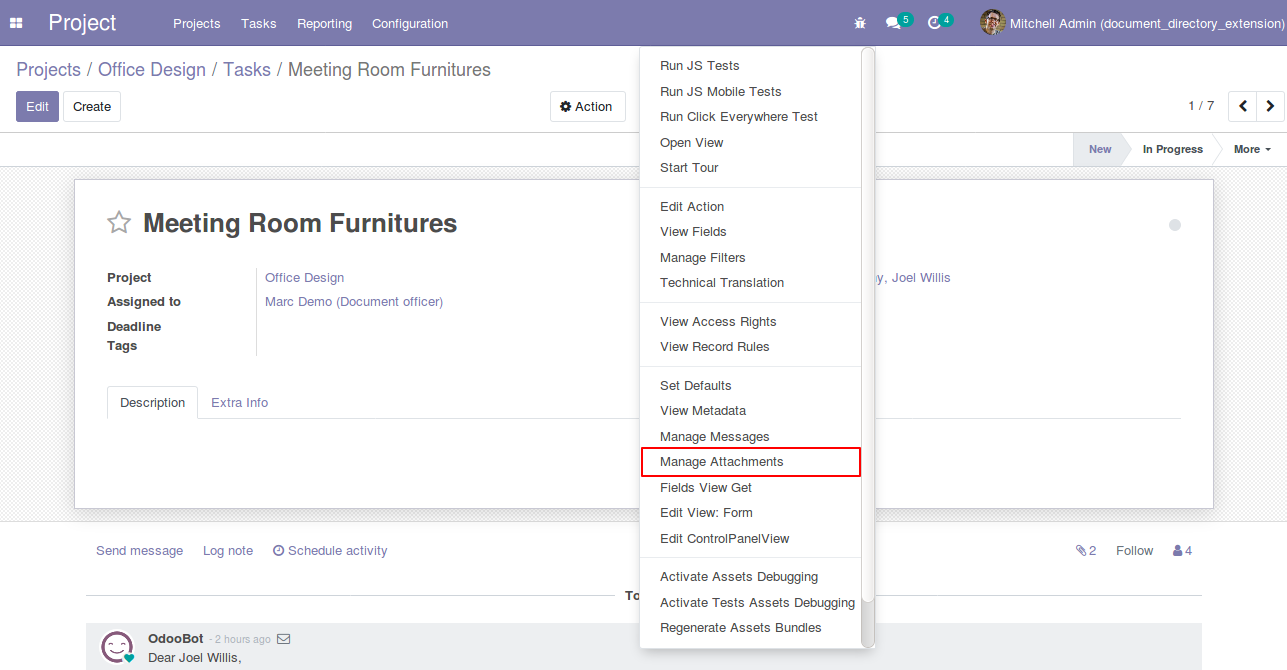 Project Projects Tasks Reporting Configuration 5 4 Mitchell Admin (document_directory_extension)
Projects / Office Design / Tasks / Meeting Room Furnitures
Edit Create Action 1 / 7
New In Progress More
Run JS Tests
Run JS Mobile Tests
Run Click Everywhere Test
Open View
Start Tour
Edit Action
View Fields
Manage Filters
Technical Translation
View Access Rights
View Record Rules
Set Defaults
View Metadata
Manage Messages
Manage Attachments
Fields View Get
Edit View: Form
Edit ControlPanelView
Activate Assets Debugging
Activate Tests Assets Debugging
Regenerate Assets Bundles
Meeting Room Furnitures
Project Office Design
Joel Willis
Assigned to Marc Demo (Document officer)
Deadline
Tags
Description Extra Info
Send message Log note Schedule activity 2 Follow 4
OdooBot - 2 hours ago
Dear Joel Willis,